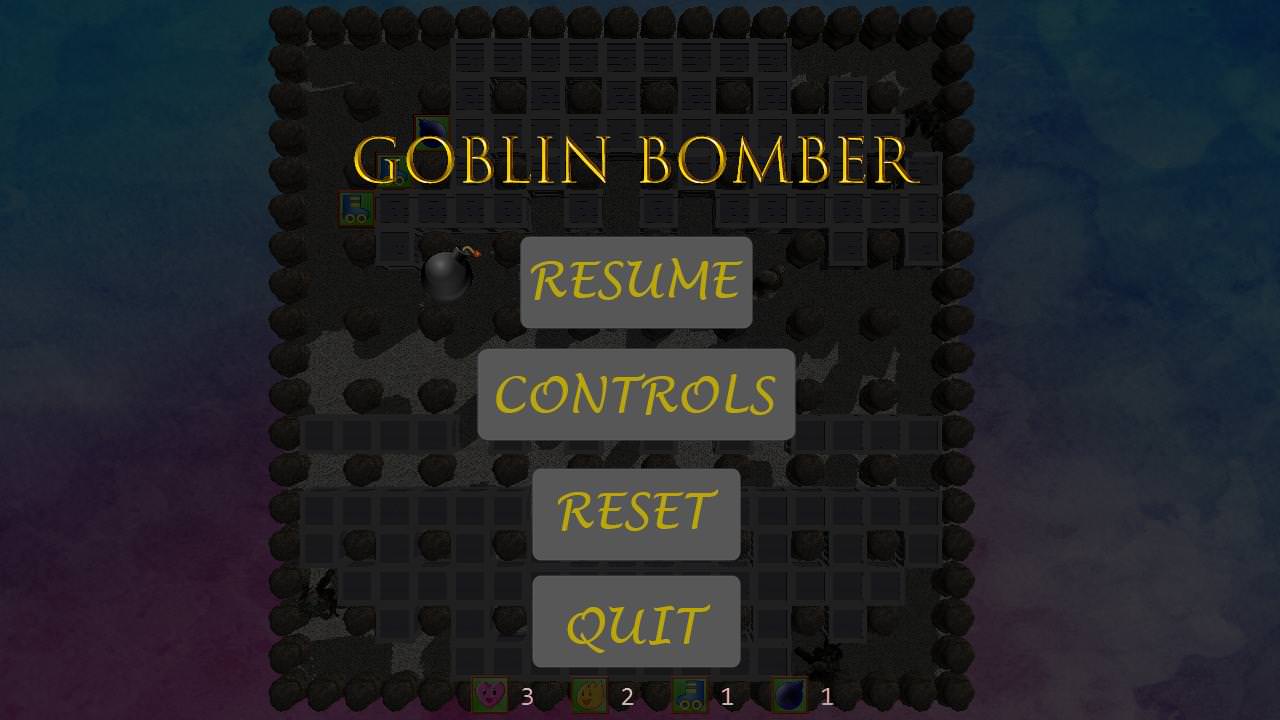 GOBLIN BOMBER
RESUME
CONTROLS
RESET
QUIT
3 2 1 1